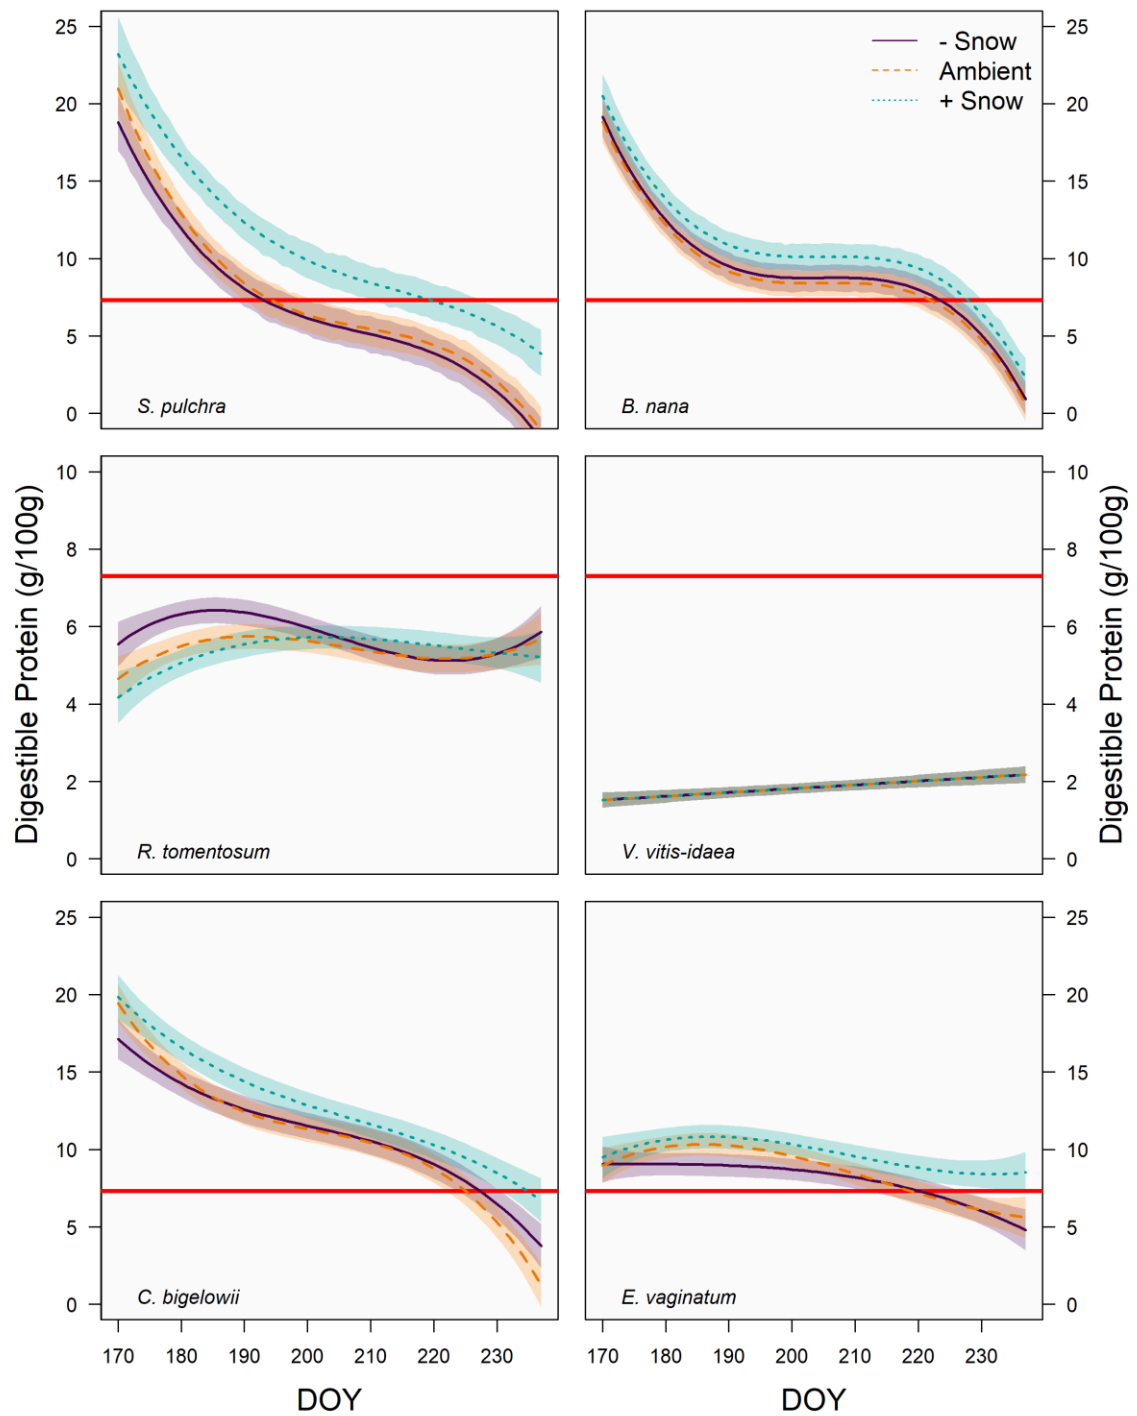 25
20
15
10
5
0
S. pulchra
- Snow
Ambient
+ Snow
25
20
15
10
5
0
B. nana
Digestible Protein (g/100g)
10
8
6
4
2
0
R. tomentosum
10
8
6
4
2
0
V. vitis-idaea
Digestible Protein (g/100g)
25
20
15
10
5
0
C. bigelowii
25
20
15
10
5
0
E. vaginatum
170 180 190 200 210 220 230
170 180 190 200 210 220 230
DOY
DOY